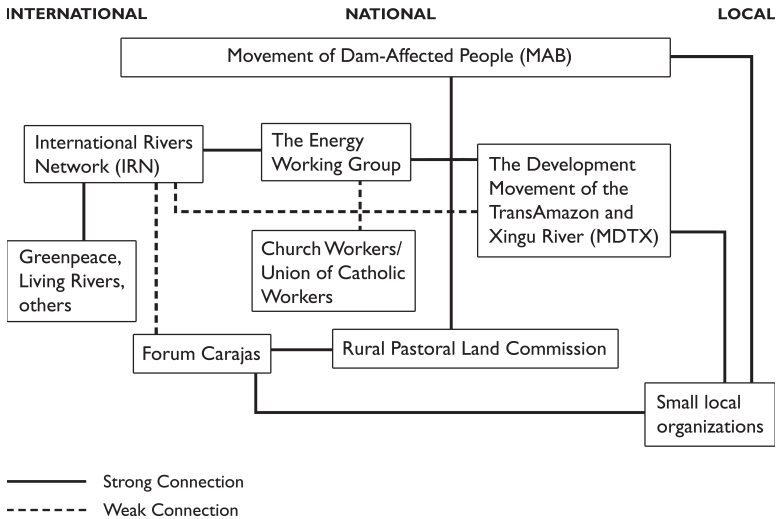 INTERNATIONAL
NATIONAL
LOCAL
Movement of Dam-Affected People (MAB)
International Rivers
Network (IRN)
The Energy
Working Group
The Development
Movement of the
TransAmazon and
Xingu River (MDTX)
Greenpeace,
Living Rivers,
others
Church Workers/
Union of Catholic
Workers
Forum Carajas
Rural Pastoral Land Commission
Small local
organizations
Strong Connection
Weak Connection